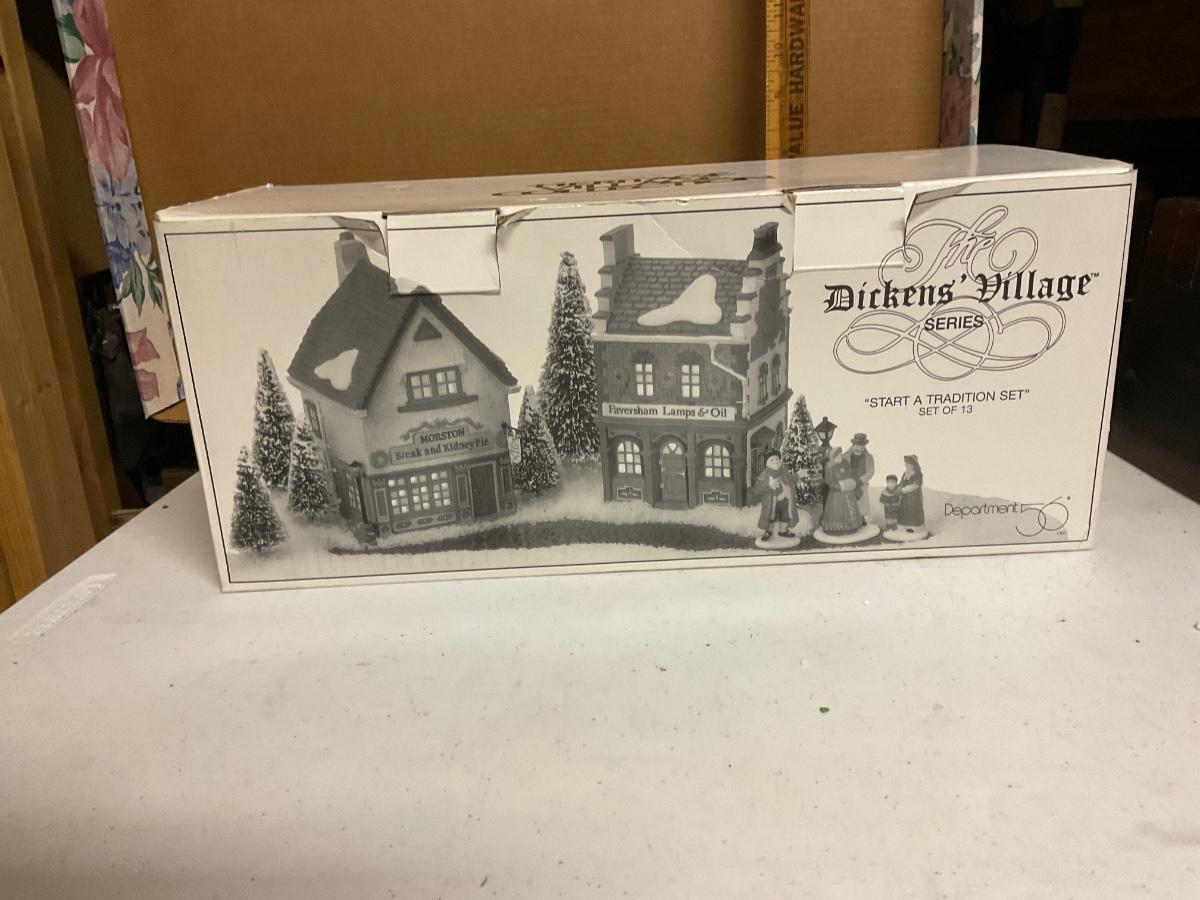 VALUE HARDWA
The
Dickens' Village™
SERIES
"START A TRADITION SET"
SET OF 13
MORSTON
Steak and Kidney Pie
Faversham Lamps & Oil
Department 56